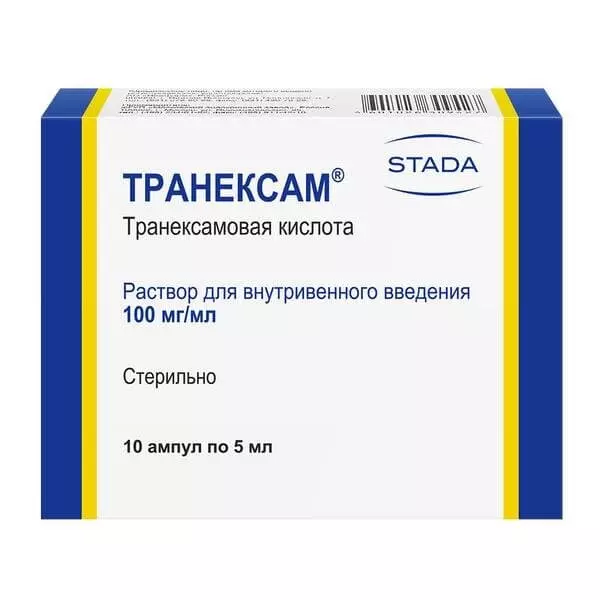 STADA
ТРАНЕКСАМ®
Транексамовая кислота
Раствор для внутривенного введения
100 мг/мл
Стерильно
10 ампул по 5 мл